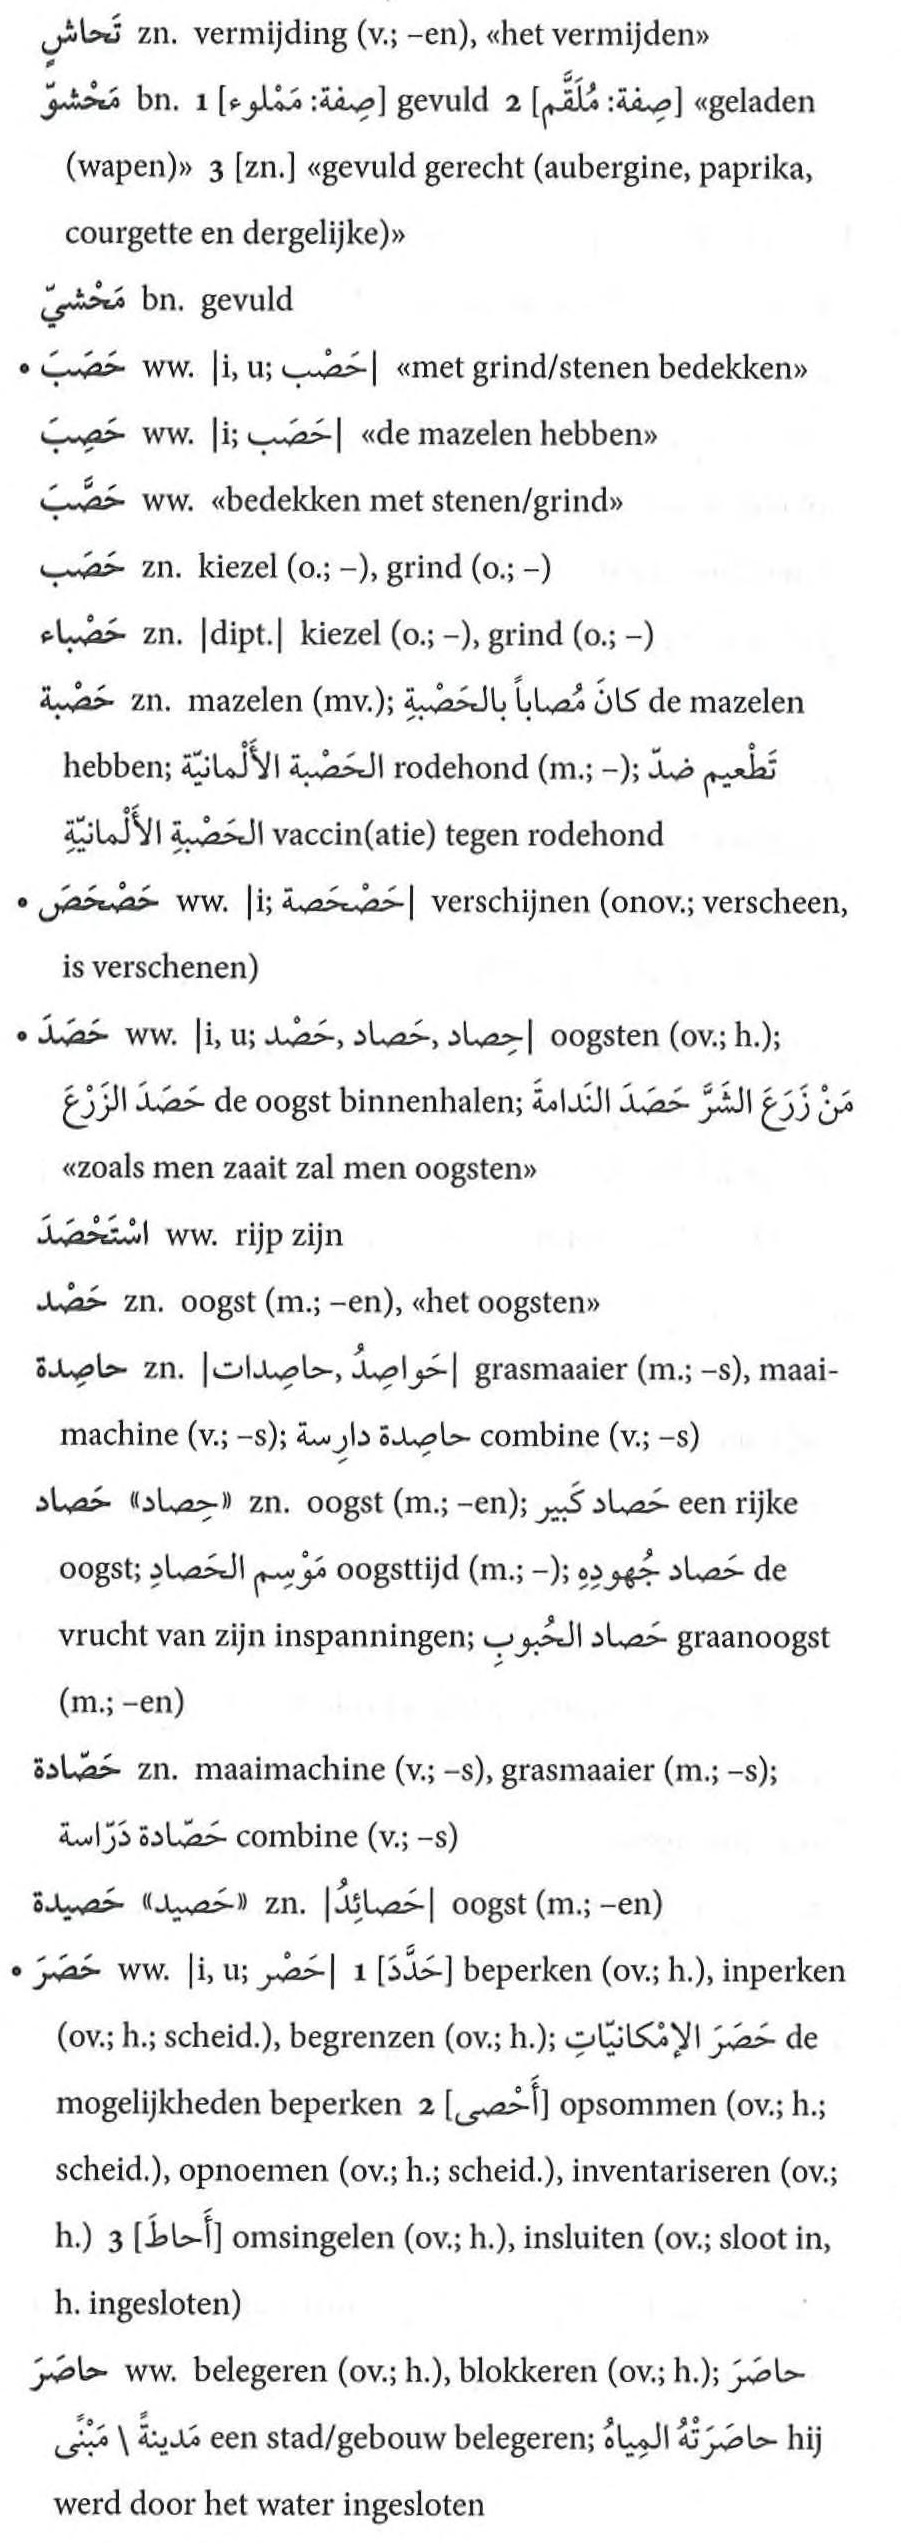 تَحاشٍ zn. vermijding (v.; –en), «het vermijden»
مَحْشوّ bn. 1 [صِفة: مَمْلوء] gevuld 2 [صِفة: مُلَقَّم] «geladen
(wapen)» 3 [zn.] «gevuld gerecht (aubergine, paprika,
courgette en dergelijke)»
مَحْشيّ bn. gevuld
• حَصَبَ ww. |i, u; حَصْب| «met grind/stenen bedekken»
حَصِبَ ww. |i; حَصَب| «de mazelen hebben»
حَصَّبَ ww. «bedekken met stenen/grind»
حَصَب zn. kiezel (o.; –), grind (o.; –)
حَصْباء zn. |dipt.| kiezel (o.; –), grind (o.; –)
حَصْبة zn. mazelen (mv.); كانَ مُصاباً بالحَصْبةِ de mazelen
hebben; الحَصْبة الأَلْمانيّة rodehond (m.; –); تَطْعيم ضدّ
الحَصْبةِ الأَلْمانيّةِ vaccin(atie) tegen rodehond
• حَصْحَصَ ww. |i; حَصْحَصة| verschijnen (onov.; verscheen,
is verschenen)
• حَصَدَ ww. |i, u; حَصْد, حَصاد, حِصاد| oogsten (ov.; h.);
حَصَدَ الزَرْعَ de oogst binnenhalen; مَنْ زَرَعَ الشَرَّ حَصَدَ النَدامةَ
«zoals men zaait zal men oogsten»
اسْتَحْصَدَ ww. rijp zijn
حَصْد zn. oogst (m.; –en), «het oogsten»
حاصِدة zn. |حَواصِدُ, حاصِدات| grasmaaier (m.; –s), maai-
machine (v.; –s); حاصِدة دارِسة combine (v.; –s)
حَصاد «حِصاد» zn. oogst (m.; –en); حَصاد كَبير een rijke
oogst; مَوْسِم الحَصادِ oogsttijd (m.; –); حَصاد جُهودِهِ de
vrucht van zijn inspanningen; حَصاد الحُبوبِ graanoogst
(m.; –en)
حَصّادة zn. maaimachine (v.; –s), grasmaaier (m.; –s);
حَصّادة دَرّاسة combine (v.; –s)
حَصيدة «حَصيد» zn. |حَصائِدُ| oogst (m.; –en)
• حَصَرَ ww. |i, u; حَصْر| 1 [حَدَّدَ] beperken (ov.; h.), inperken
(ov.; h.; scheid.), begrenzen (ov.; h.); حَصَرَ الإمْكانيّاتِ de
mogelijkheden beperken 2 [أَحْصى] opsommen (ov.; h.;
scheid.), opnoemen (ov.; h.; scheid.), inventariseren (ov.;
h.) 3 [أَحاطَ] omsingelen (ov.; h.), insluiten (ov.; sloot in,
h. ingesloten)
حاصَرَ ww. belegeren (ov.; h.), blokkeren (ov.; h.); حاصَرَ
مَدينةً \ مَبْنًى een stad/gebouw belegeren; حاصَرَتْهُ المِياهُ hij
werd door het water ingesloten